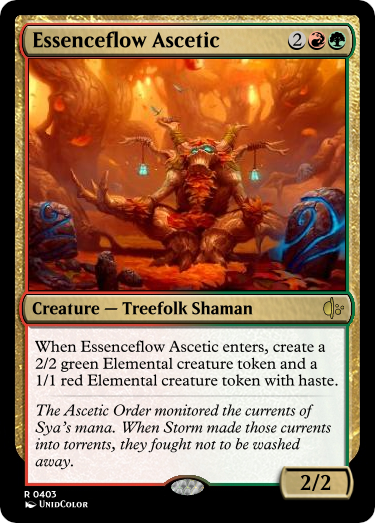 Essenceflow Ascetic 2
Creature — Treefolk Shaman
When Essenceflow Ascetic enters, create a
2/2 green Elemental creature token and a
1/1 red Elemental creature token with haste.
The Ascetic Order monitored the currents of
Sya's mana. When Storm made those currents
into torrents, they fought not to be washed
away.
2/2
R 0403
UnidColor